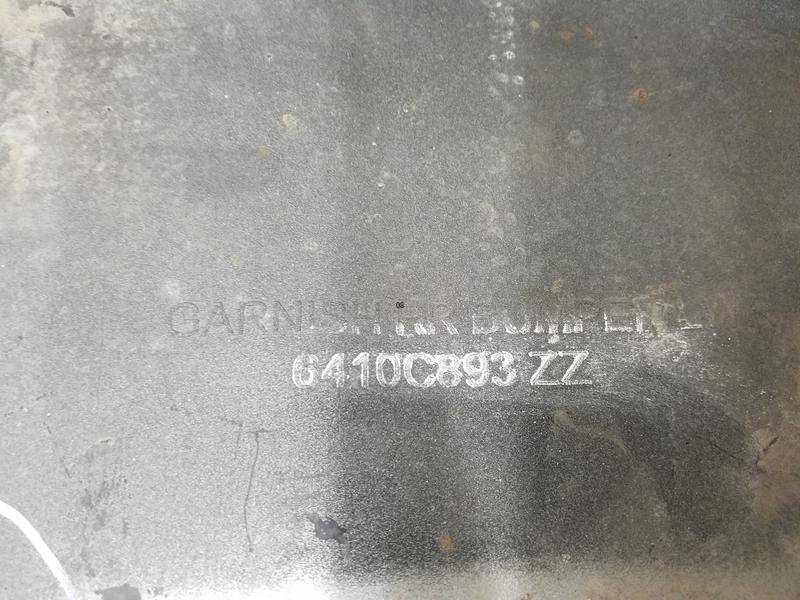 GARNISH RR BUMPER
6410C893 ZZ